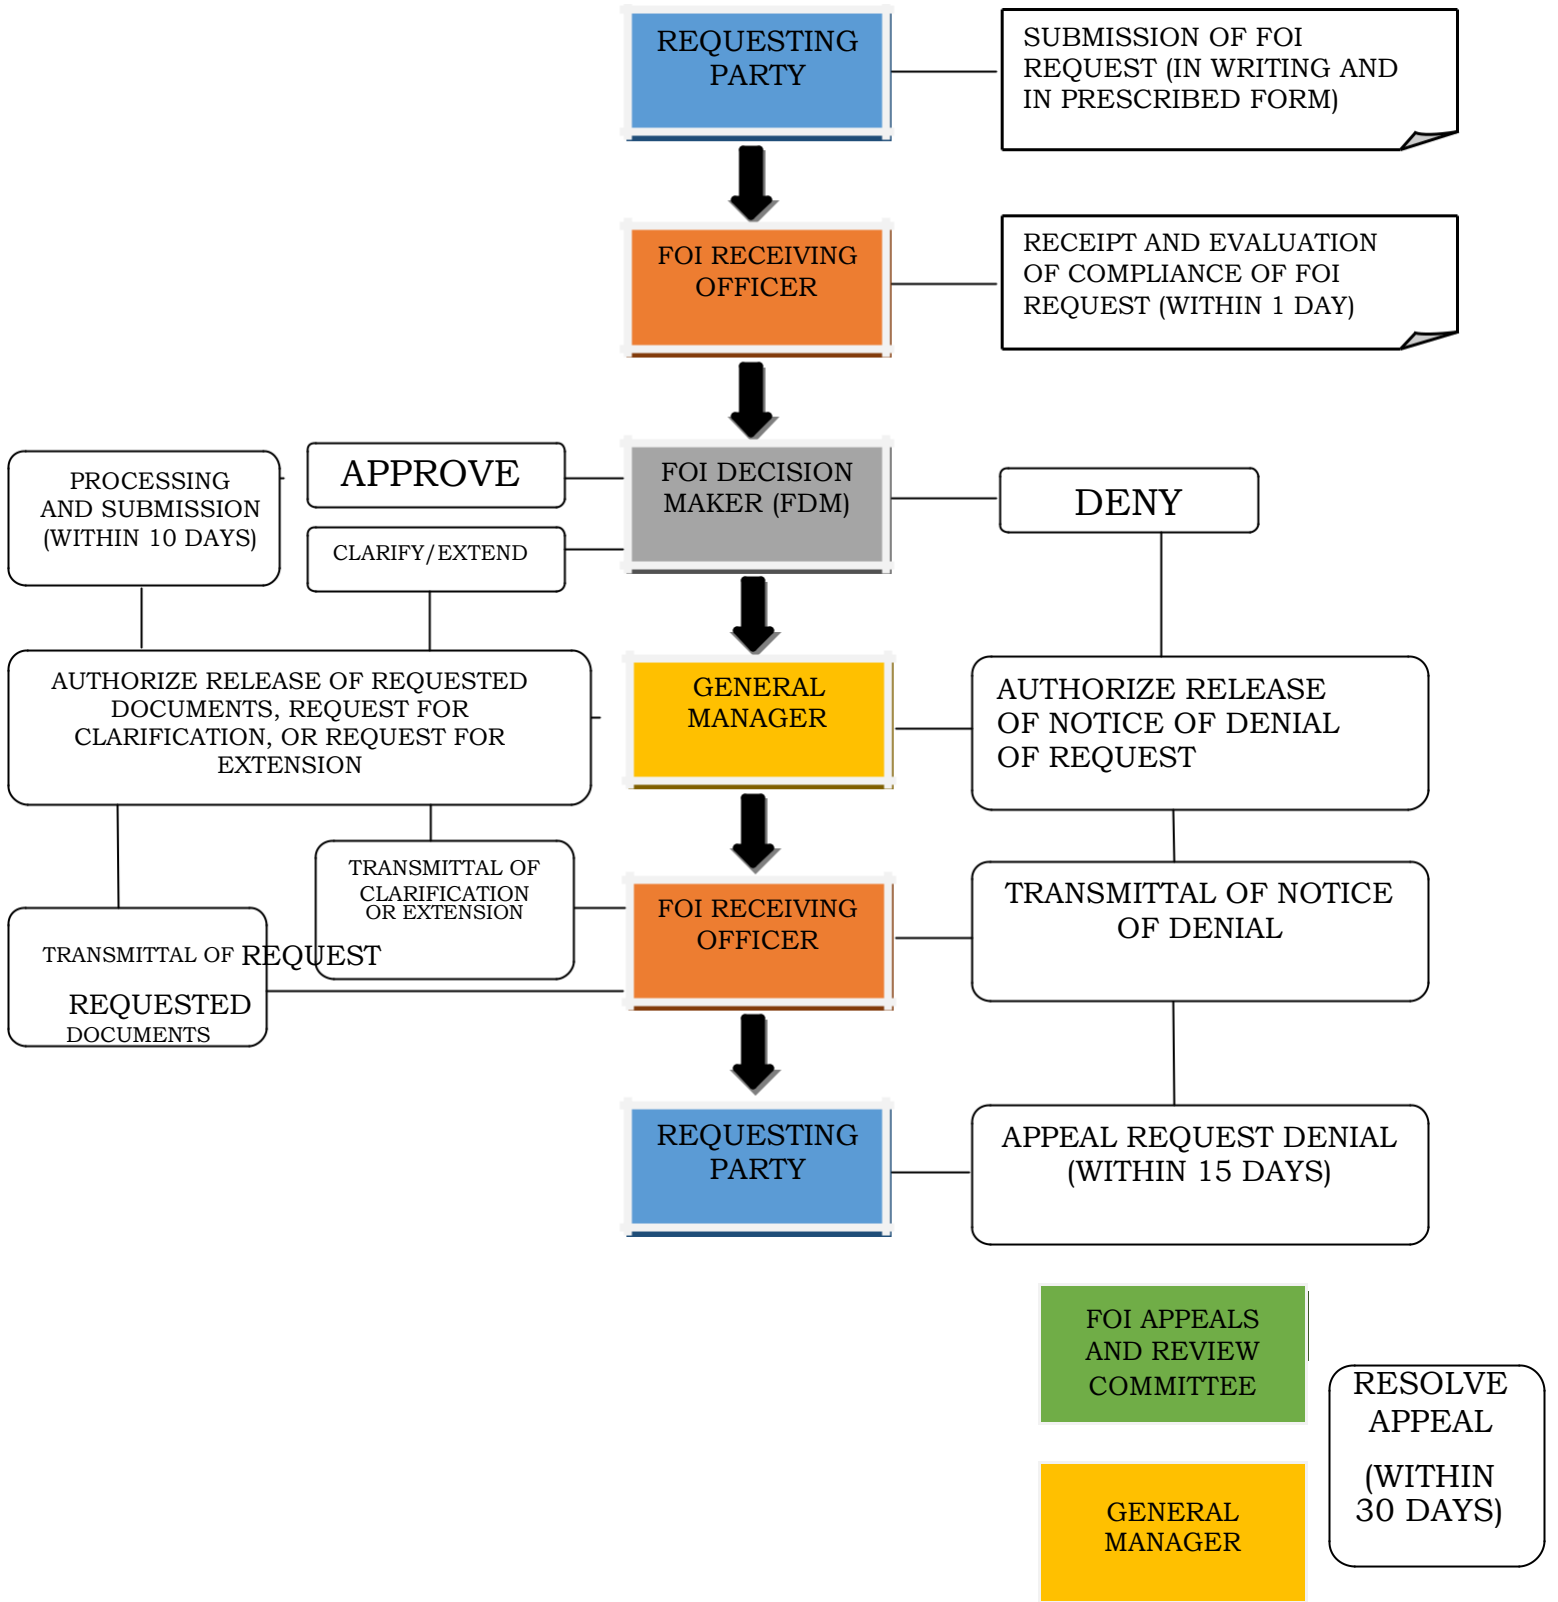 REQUESTING
PARTY
SUBMISSION OF FOI
REQUEST (IN WRITING AND
IN PRESCRIBED FORM)
FOI RECEIVING
OFFICER
RECEIPT AND EVALUATION
OF COMPLIANCE OF FOI
REQUEST (WITHIN 1 DAY)
PROCESSING
AND SUBMISSION
(WITHIN 10 DAYS)
APPROVE
CLARIFY/EXTEND
FOI DECISION
MAKER (FDM)
DENY
AUTHORIZE RELEASE OF REQUESTED
DOCUMENTS, REQUEST FOR
CLARIFICATION, OR REQUEST FOR
EXTENSION
GENERAL
MANAGER
AUTHORIZE RELEASE
OF NOTICE OF DENIAL
OF REQUEST
TRANSMITTAL OF
CLARIFICATION
OR EXTENSION
TRANSMITTAL OF REQUEST
REQUESTED
DOCUMENTS
FOI RECEIVING
OFFICER
TRANSMITTAL OF NOTICE
OF DENIAL
REQUESTING
PARTY
APPEAL REQUEST DENIAL
(WITHIN 15 DAYS)
FOI APPEALS
AND REVIEW
COMMITTEE
RESOLVE
APPEAL
(WITHIN
30 DAYS)
GENERAL
MANAGER